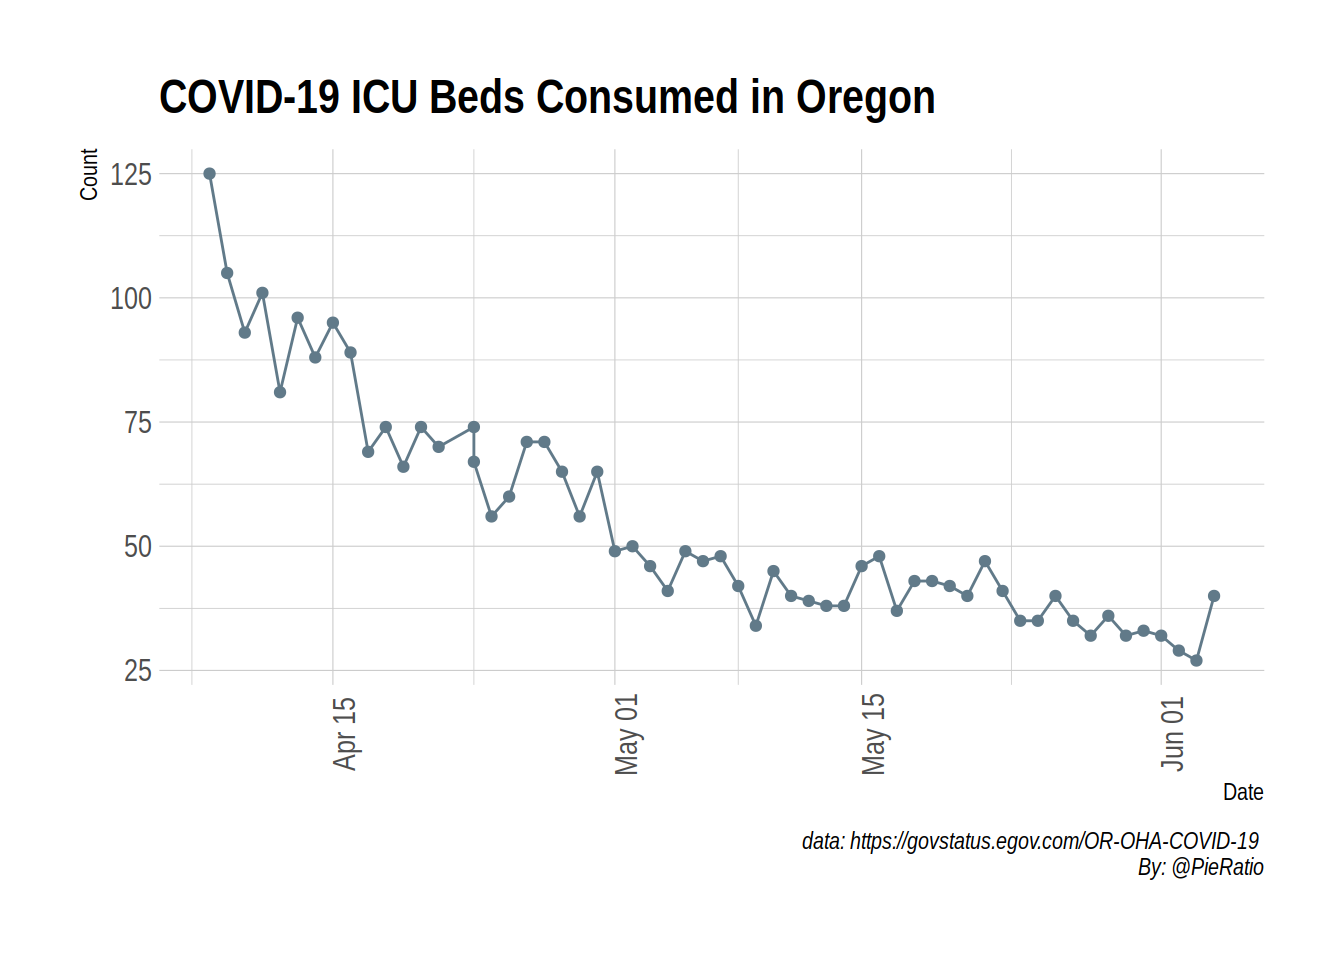 COVID-19 ICU Beds Consumed in Oregon
Count
125
100
75
50
25
Apr 15
May 01
May 15
Jun 01
Date
data: https://govstatus.egov.com/OR-OHA-COVID-19
By: @PieRatio